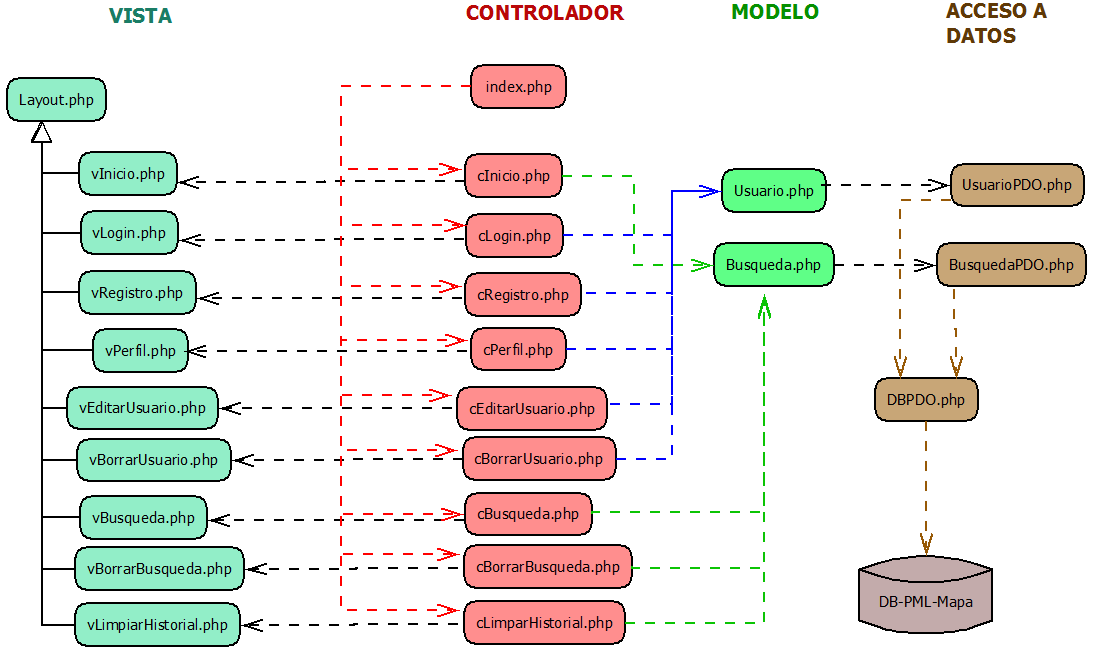 VISTA
CONTROLADOR
MODELO
ACCESO A
DATOS
Layout.php
index.php
vInicio.php
cInicio.php
Usuario.php
UsuarioPDO.php
vLogin.php
cLogin.php
Busqueda.php
BusquedaPDO.php
vRegistro.php
cRegistro.php
vPerfil.php
cPerfil.php
vEditarUsuario.php
cEditarUsuario.php
DBPDO.php
vBorrarUsuario.php
cBorrarUsuario.php
vBusqueda.php
cBusqueda.php
vBorrarBusqueda.php
cBorrarBusqueda.php
DB-PML-Mapa
vLimpiarHistorial.php
cLimparHistorial.php